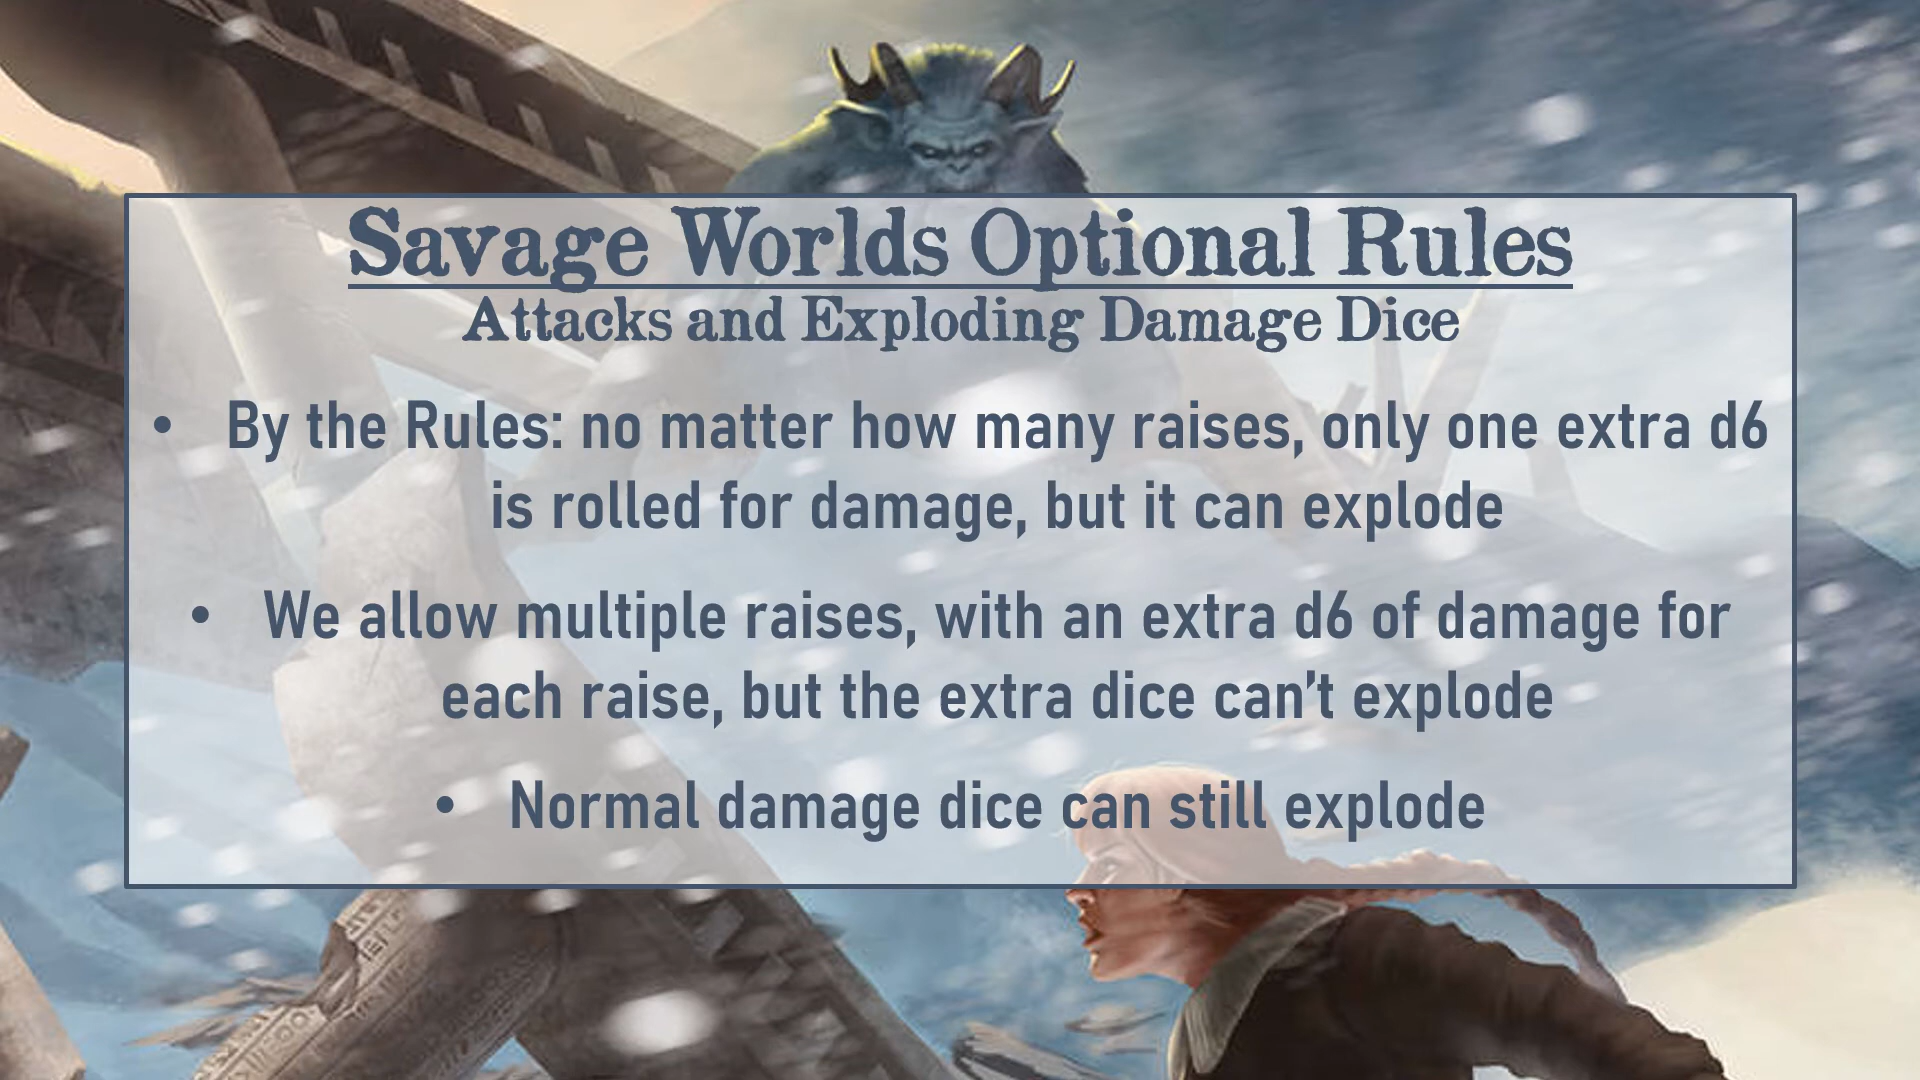 Savage Worlds Optional Rules
Attacks and Exploding Damage Dice
• By the Rules: no matter how many raises, only one extra d6
is rolled for damage, but it can explode
• We allow multiple raises, with an extra d6 of damage for
each raise, but the extra dice can’t explode
• Normal damage dice can still explode